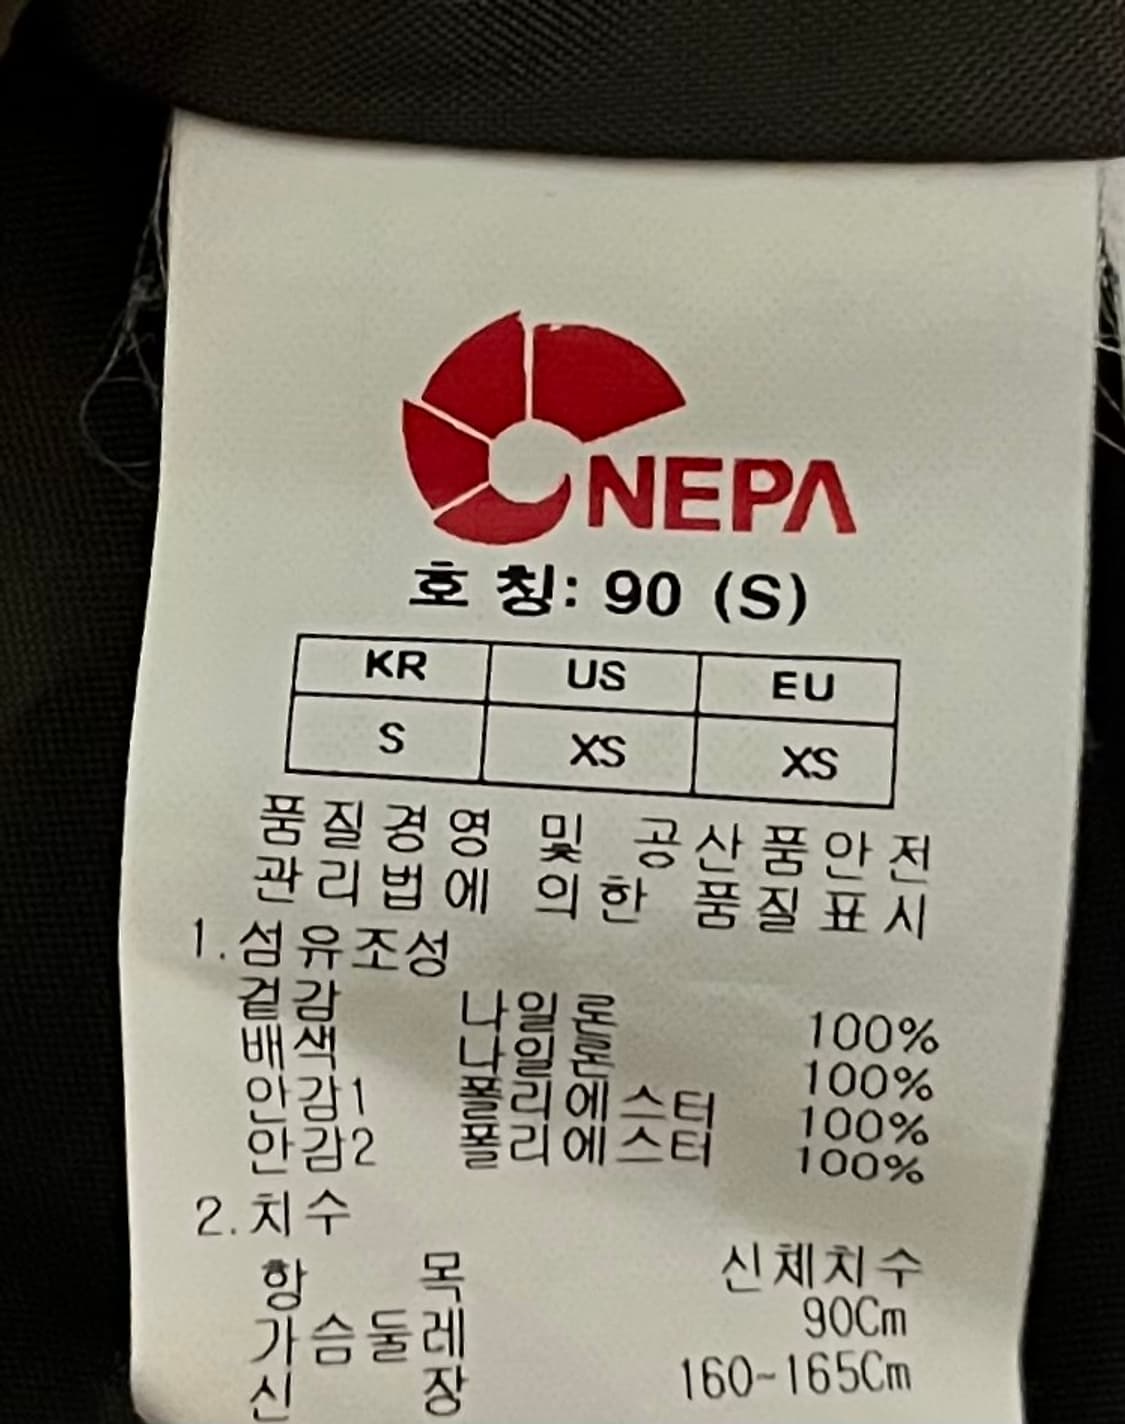 NEPA
호 칭: 90 (S)
KR US EU
S XS XS
품질경영 및 공산품안전
관리법에 의한 품질표시
1.섬유조성
겉감 나일론 100%
배색 나일론 100%
안감1 폴리에스터 100%
안감2 폴리에스터 100%
2.치수
항 목 신체치수
가슴둘레 90Cm
신 장 160-165Cm